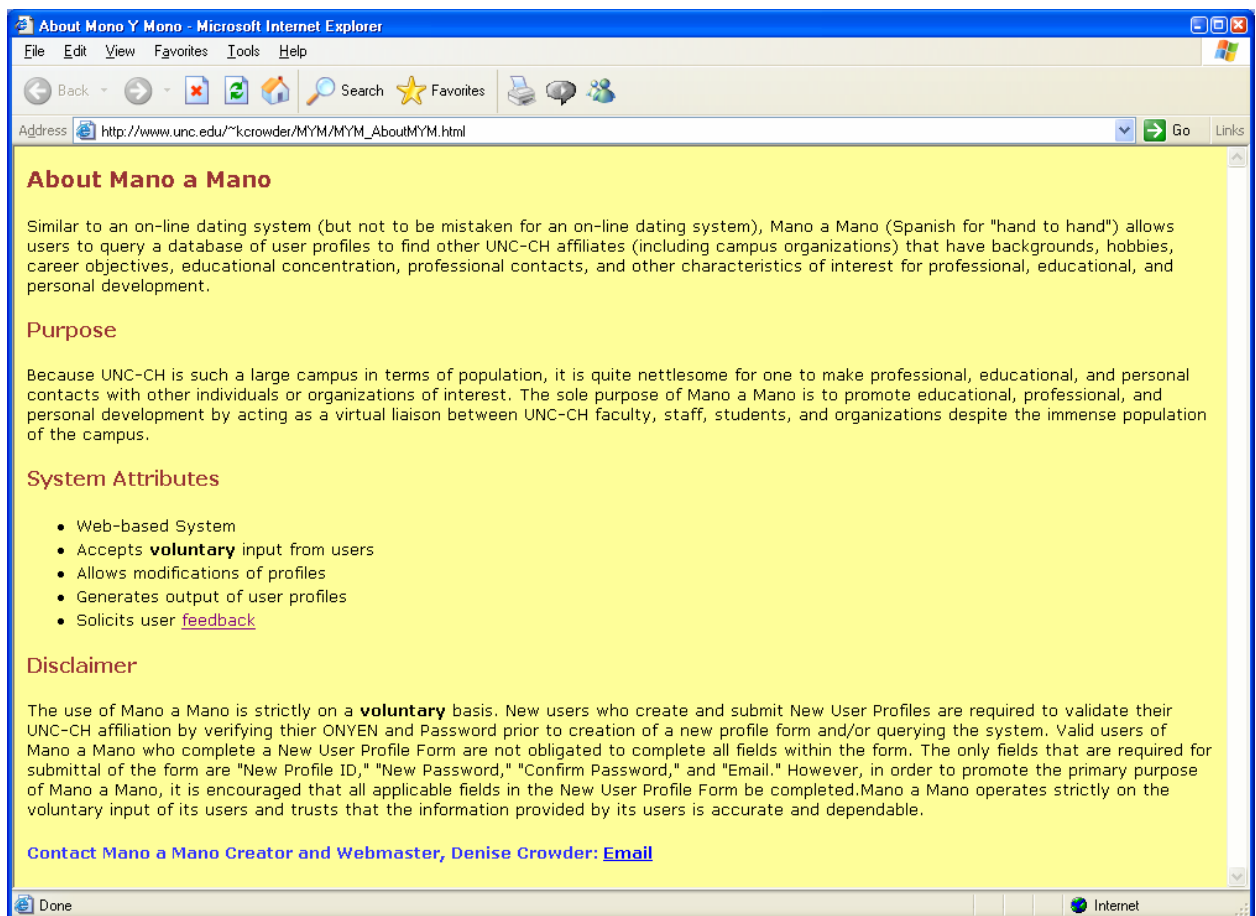 About Mono Y Mono - Microsoft Internet Explorer
File Edit View Favorites Tools Help
Back Search Favorites
Address http://www.unc.edu/~kcrowder/MYM/MYM_AboutMYM.html Go Links
About Mano a Mano
Similar to an on-line dating system (but not to be mistaken for an on-line dating system), Mano a Mano (Spanish for "hand to hand") allows
users to query a database of user profiles to find other UNC-CH affiliates (including campus organizations) that have backgrounds, hobbies,
career objectives, educational concentration, professional contacts, and other characteristics of interest for professional, educational, and
personal development.
Purpose
Because UNC-CH is such a large campus in terms of population, it is quite nettlesome for one to make professional, educational, and personal
contacts with other individuals or organizations of interest. The sole purpose of Mano a Mano is to promote educational, professional, and
personal development by acting as a virtual liaison between UNC-CH faculty, staff, students, and organizations despite the immense population
of the campus.
System Attributes
• Web-based System
• Accepts voluntary input from users
• Allows modifications of profiles
• Generates output of user profiles
• Solicits user feedback
Disclaimer
The use of Mano a Mano is strictly on a voluntary basis. New users who create and submit New User Profiles are required to validate their
UNC-CH affiliation by verifying thier ONYEN and Password prior to creation of a new profile form and/or querying the system. Valid users of
Mano a Mano who complete a New User Profile Form are not obligated to complete all fields within the form. The only fields that are required for
submittal of the form are "New Profile ID," "New Password," "Confirm Password," and "Email." However, in order to promote the primary purpose
of Mano a Mano, it is encouraged that all applicable fields in the New User Profile Form be completed.Mano a Mano operates strictly on the
voluntary input of its users and trusts that the information provided by its users is accurate and dependable.
Contact Mano a Mano Creator and Webmaster, Denise Crowder: Email
Done Internet